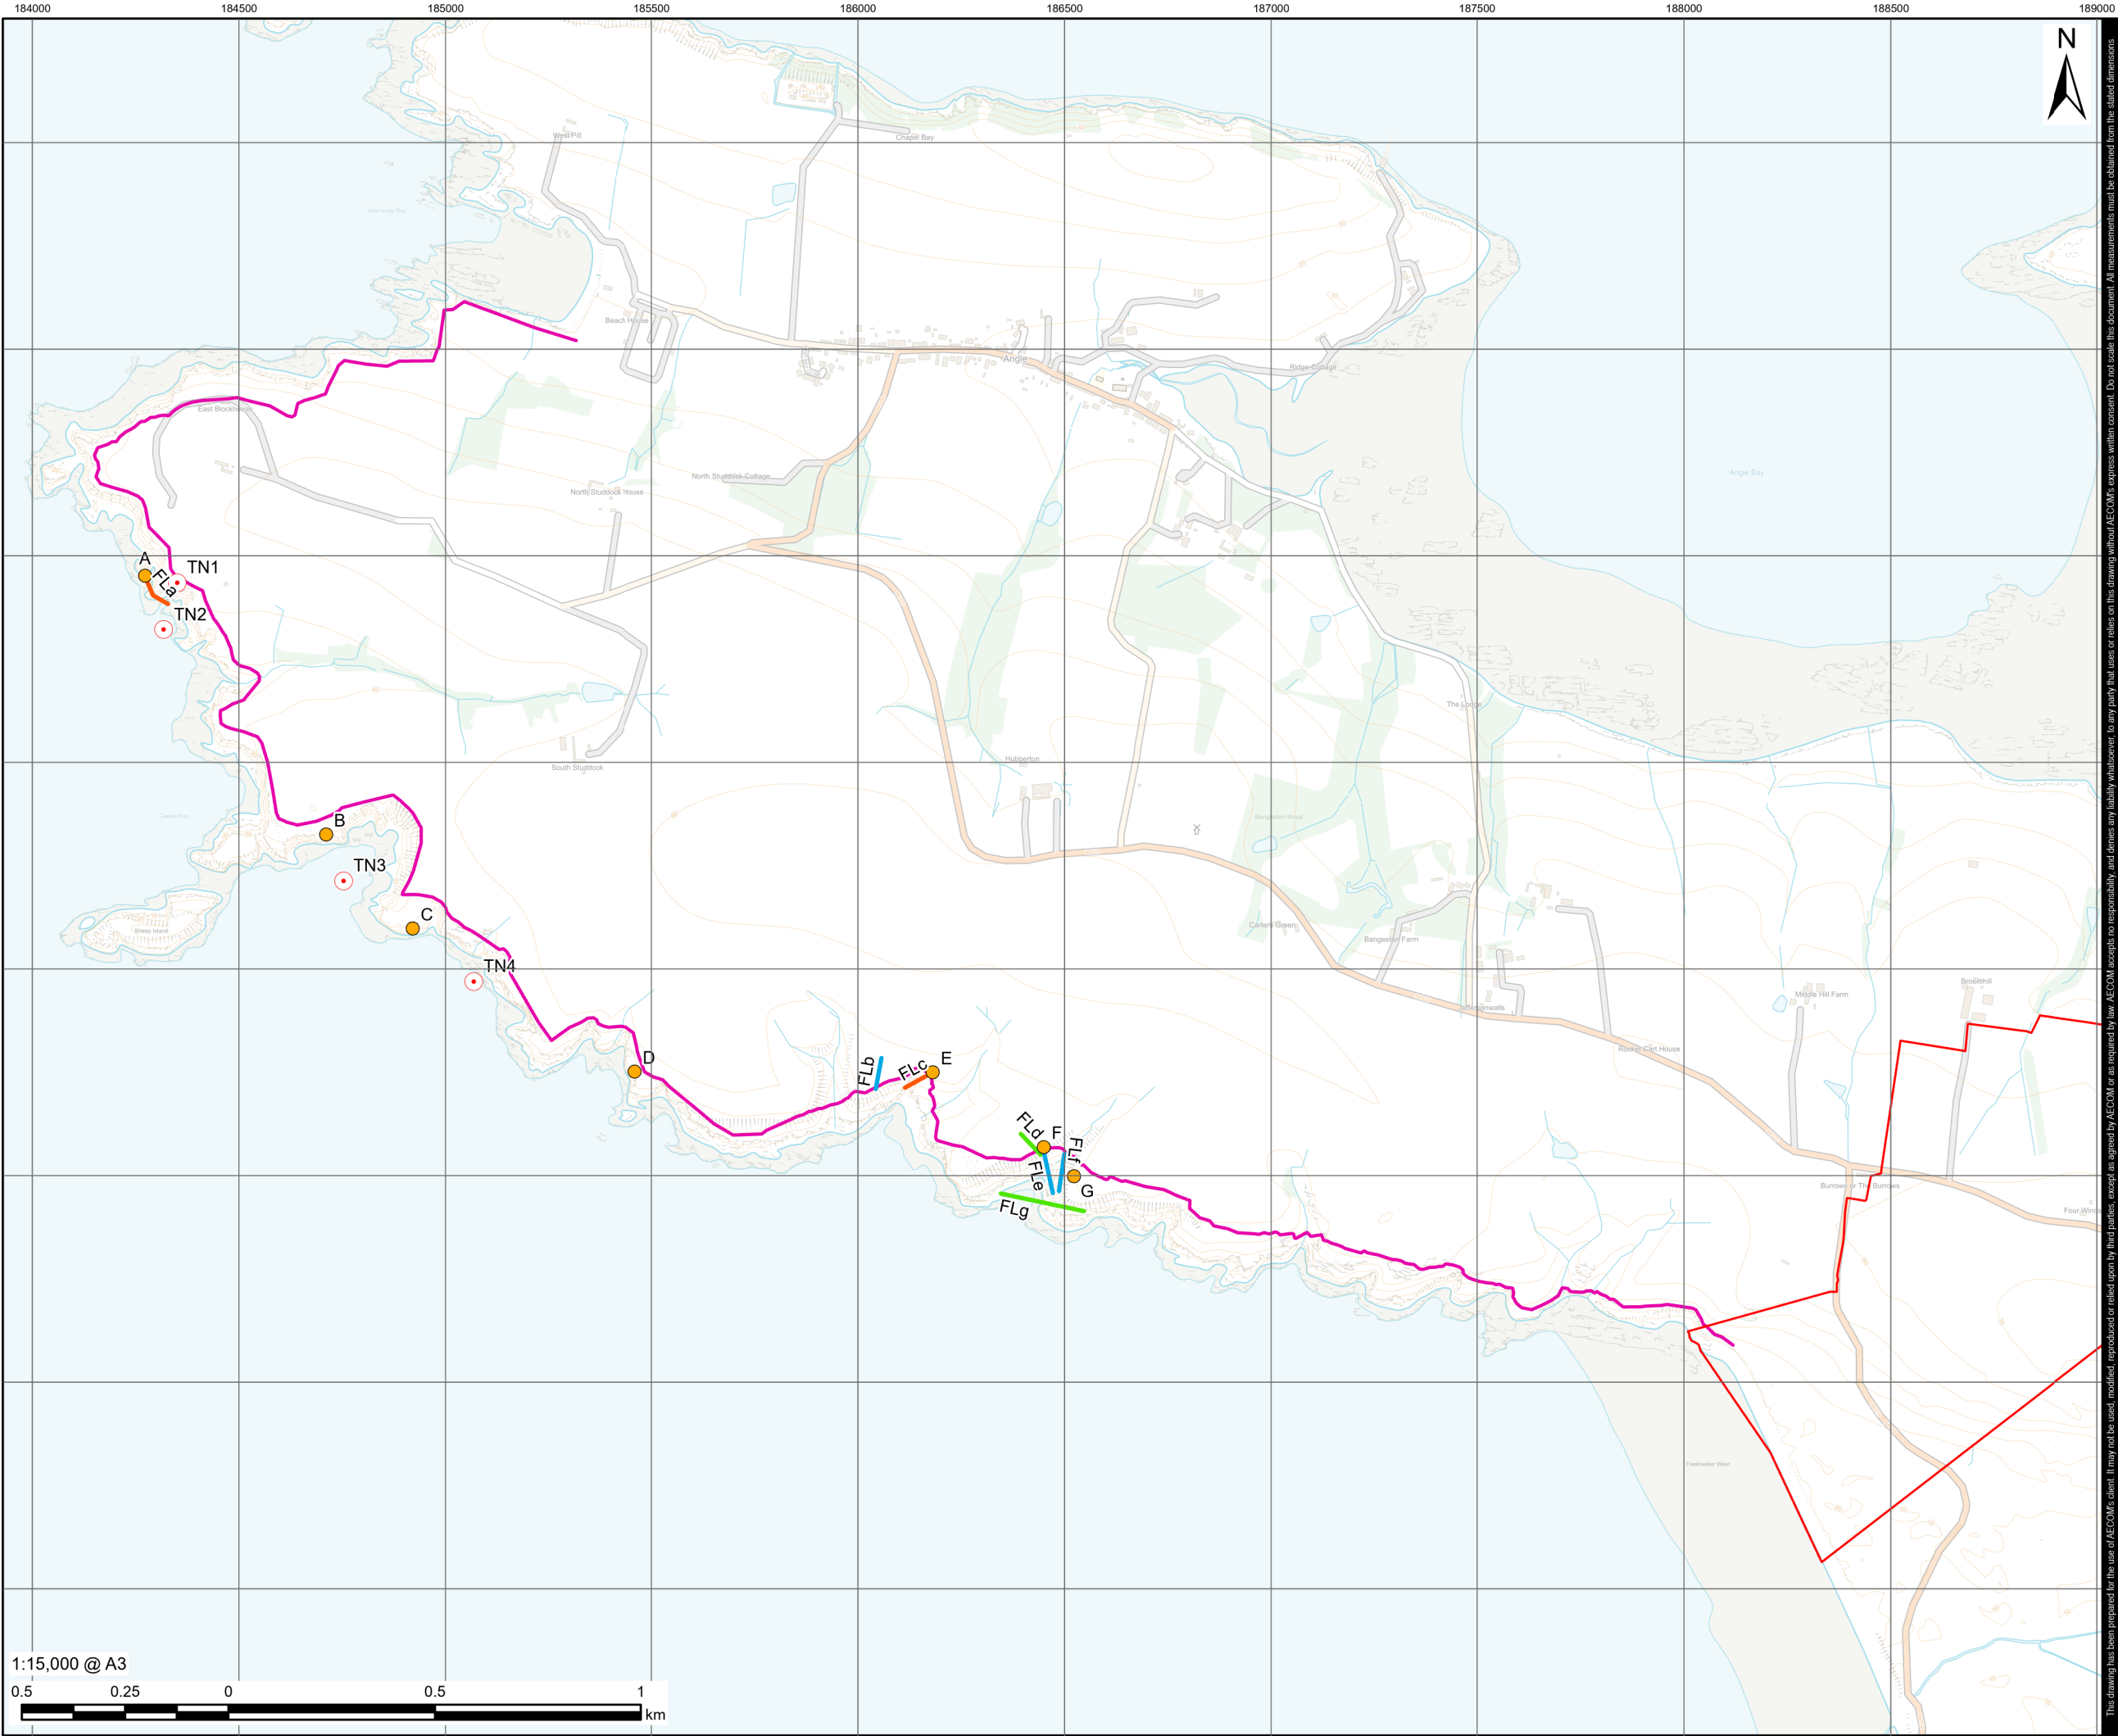 184000 184500 185000 185500 186000 186500 187000 187500 188000 188500 189000
N
West Pill
Chapel Bay
West Angle Bay
Beach House
Angle
Ridge Cottage
East Blockhouse
North Studdock Cottage
North Studdock House
Angle Bay
A
TN1
FLa
TN2
The Lodge
South Studdock
Hubberton
Bangeston Wood
B
TN3
C
Sheep Island
Carters Green
Bangeston Farm
TN4
Broomhill
Middle Hill Farm
Rocket Cart House
D
FLb
FLc
E
FLd
F
FLf
FLe
G
FLg
Burrows or The Burrows
Freshwater West
1:15,000 @ A3
0.5 0.25 0 0.5 1
km
This drawing has been prepared for the use of AECOM's client. It may not be used, modified, reproduced or relied upon by third parties, except as agreed by AECOM or as required by law. AECOM accepts no responsibility, and denies any liability whatsoever, to any party that uses or relies on this drawing without AECOM's express written consent. Do not scale this document. All measurements must be obtained from the stated dimensions.